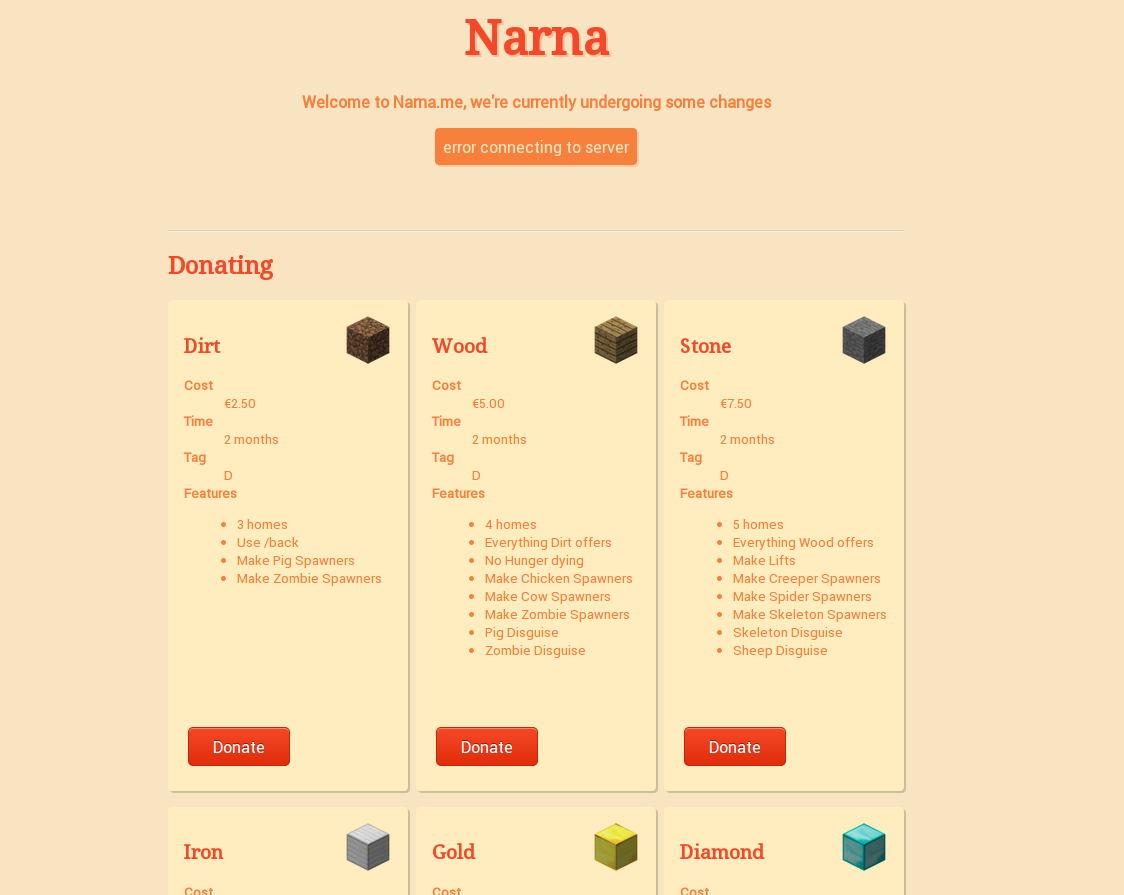 Narna
Welcome to Narna.me, we're currently undergoing some changes
error connecting to server
Donating
Dirt
Cost
€2.50
Time
2 months
Tag
D
Features
3 homes
Use /back
Make Pig Spawners
Make Zombie Spawners
Donate
Wood
Cost
€5.00
Time
2 months
Tag
D
Features
4 homes
Everything Dirt offers
No Hunger dying
Make Chicken Spawners
Make Cow Spawners
Make Zombie Spawners
Pig Disguise
Zombie Disguise
Donate
Stone
Cost
€7.50
Time
2 months
Tag
D
Features
5 homes
Everything Wood offers
Make Lifts
Make Creeper Spawners
Make Spider Spawners
Make Skeleton Spawners
Skeleton Disguise
Sheep Disguise
Donate
Iron
Cost
Gold
Cost
Diamond
Cost